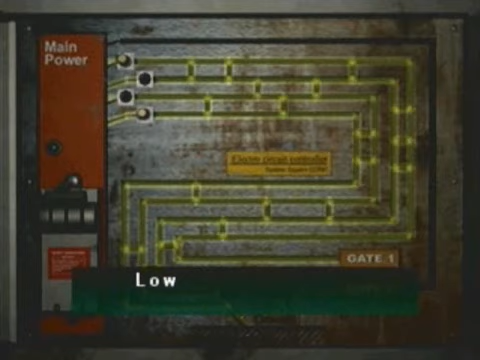 Main
Power
Electric circuit controller
GATE 1
Low